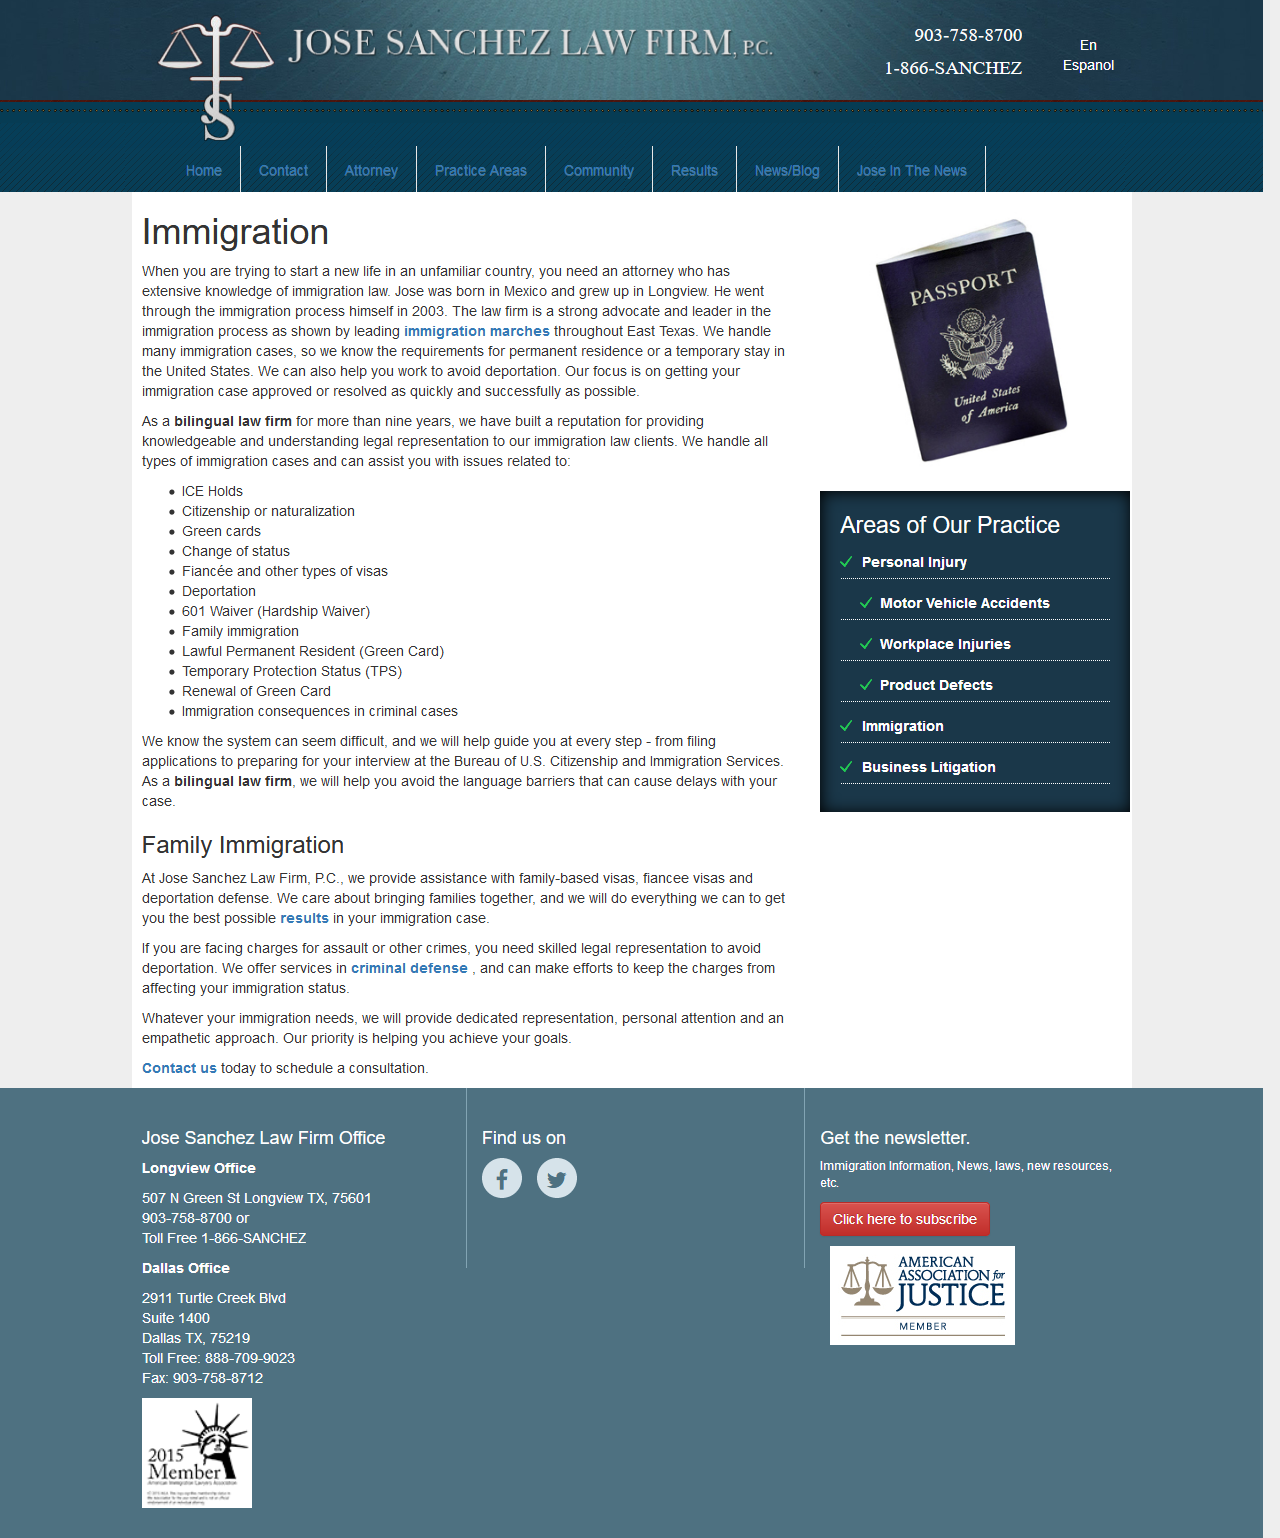 JOSE SANCHEZ LAW FIRM, P.C.
903-758-8700
1-866-SANCHEZ
En
Espanol
Home
Contact
Attorney
Practice Areas
Community
Results
News/Blog
Jose In The News
Immigration
When you are trying to start a new life in an unfamiliar country, you need an attorney who has
extensive knowledge of immigration law. Jose was born in Mexico and grew up in Longview. He went
through the immigration process himself in 2003. The law firm is a strong advocate and leader in the
immigration process as shown by leading immigration marches throughout East Texas. We handle
many immigration cases, so we know the requirements for permanent residence or a temporary stay in
the United States. We can also help you work to avoid deportation. Our focus is on getting your
immigration case approved or resolved as quickly and successfully as possible.
As a bilingual law firm for more than nine years, we have built a reputation for providing
knowledgeable and understanding legal representation to our immigration law clients. We handle all
types of immigration cases and can assist you with issues related to:
ICE Holds
Citizenship or naturalization
Green cards
Change of status
Fiancée and other types of visas
Deportation
601 Waiver (Hardship Waiver)
Family immigration
Lawful Permanent Resident (Green Card)
Temporary Protection Status (TPS)
Renewal of Green Card
Immigration consequences in criminal cases
We know the system can seem difficult, and we will help guide you at every step - from filing
applications to preparing for your interview at the Bureau of U.S. Citizenship and Immigration Services.
As a bilingual law firm, we will help you avoid the language barriers that can cause delays with your
case.
Family Immigration
At Jose Sanchez Law Firm, P.C., we provide assistance with family-based visas, fiancee visas and
deportation defense. We care about bringing families together, and we will do everything we can to get
you the best possible results in your immigration case.
If you are facing charges for assault or other crimes, you need skilled legal representation to avoid
deportation. We offer services in criminal defense , and can make efforts to keep the charges from
affecting your immigration status.
Whatever your immigration needs, we will provide dedicated representation, personal attention and an
empathetic approach. Our priority is helping you achieve your goals.
Contact us today to schedule a consultation.
PASSPORT
United States
of America
Areas of Our Practice
Personal Injury
Motor Vehicle Accidents
Workplace Injuries
Product Defects
Immigration
Business Litigation
Jose Sanchez Law Firm Office
Longview Office
507 N Green St Longview TX, 75601
903-758-8700 or
Toll Free 1-866-SANCHEZ
Dallas Office
2911 Turtle Creek Blvd
Suite 1400
Dallas TX, 75219
Toll Free: 888-709-9023
Fax: 903-758-8712
2015
Member
American Immigration Lawyers Association
Find us on
Get the newsletter.
Immigration Information, News, laws, new resources,
etc.
Click here to subscribe
AMERICAN
ASSOCIATION for
JUSTICE
MEMBER